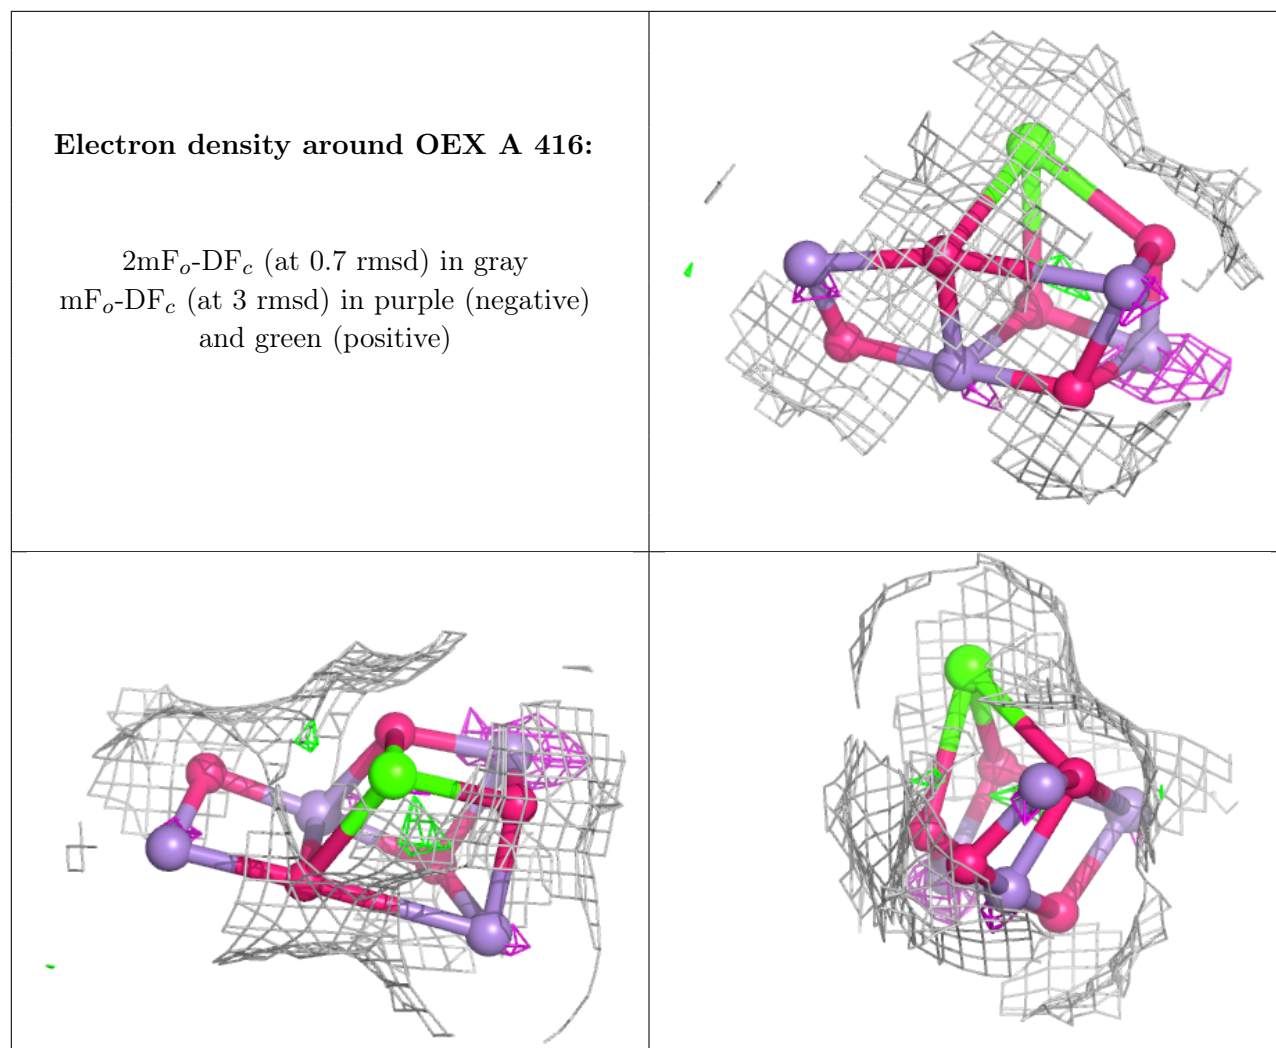 Electron density around OEX A 416:
2mFₒ-DF𝑐 (at 0.7 rmsd) in gray
mFₒ-DF𝑐 (at 3 rmsd) in purple (negative)
and green (positive)